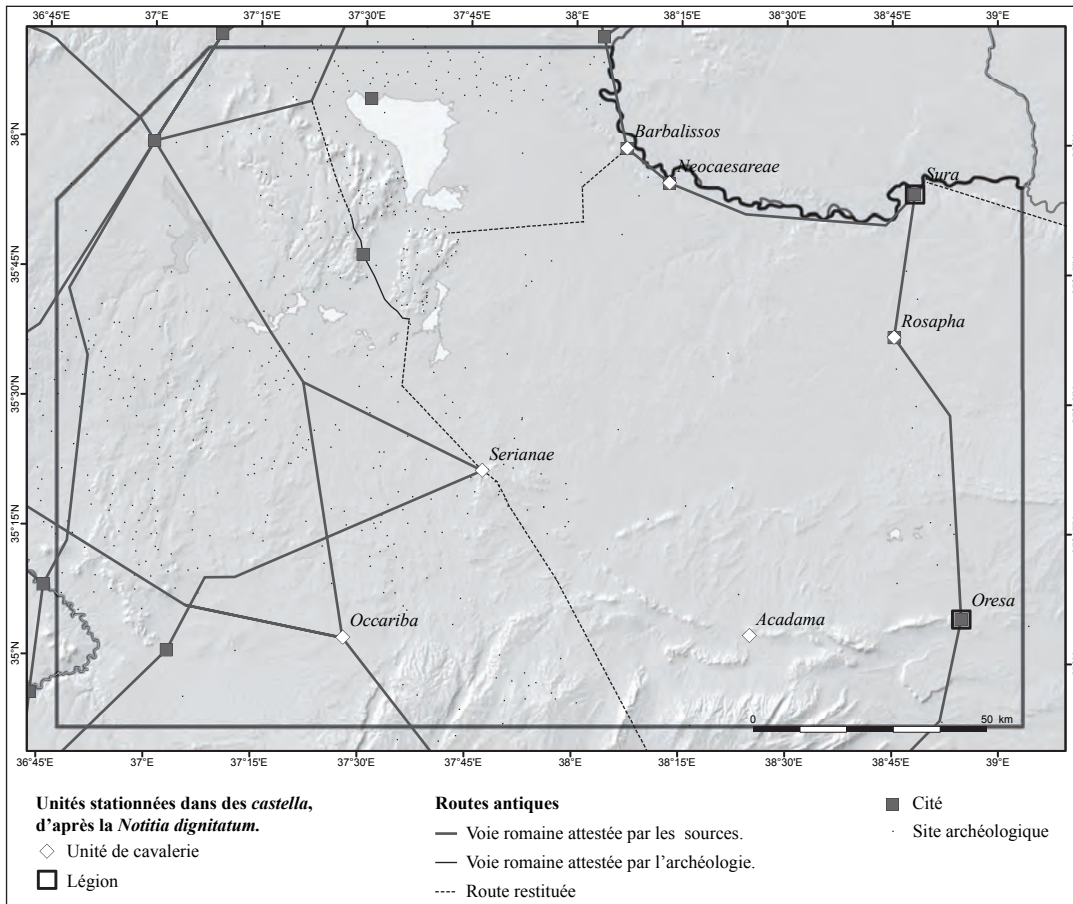 36°45'E 37°E 37°15'E 37°30'E 37°45'E 38°E 38°15'E 38°30'E 38°45'E 39°E
36°N
Barbalissos
Neocaesareae
Sura
35°45'N
Rosapha
35°30'N
Serianae
35°15'N
Oresa
Occariba
Acadama
35°N
0 50 km
36°45'E 37°E 37°15'E 37°30'E 37°45'E 38°E 38°15'E 38°30'E 38°45'E 39°E
Unités stationnées dans des castella,
d'après la Notitia dignitatum.
Unité de cavalerie
Légion
Routes antiques
Voie romaine attestée par les sources.
Voie romaine attestée par l'archéologie.
Route restituée
Cité
Site archéologique